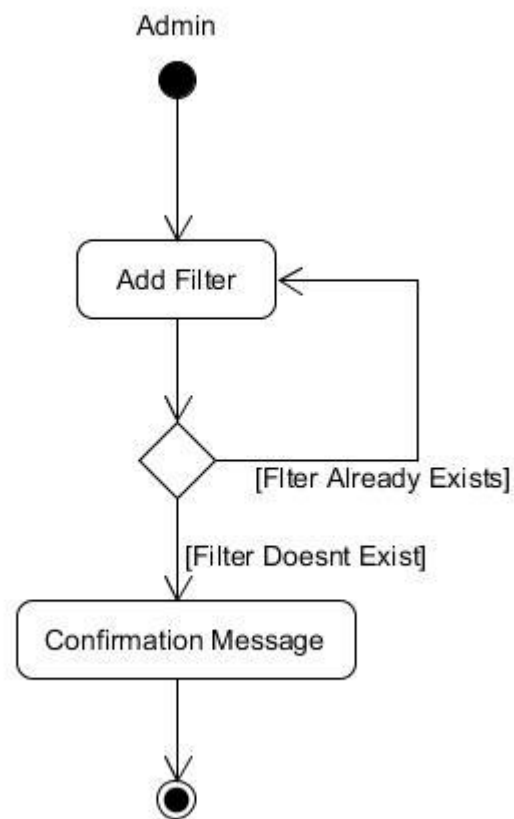 Admin
Add Filter
[Flter Already Exists]
[Filter Doesnt Exist]
Confirmation Message